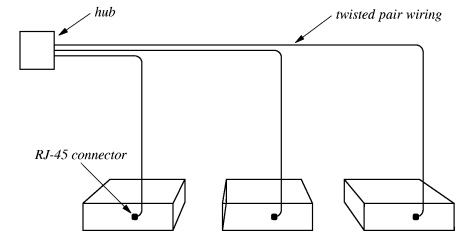 hub
twisted pair wiring
RJ-45 connector